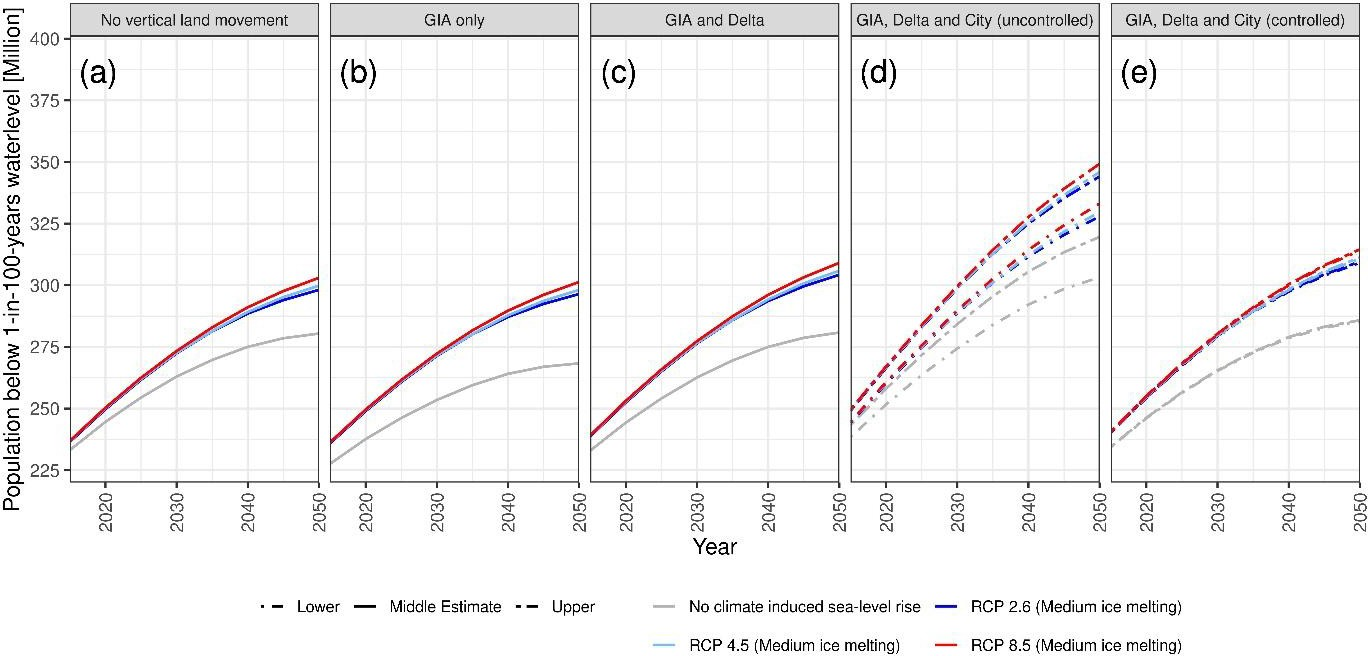 No vertical land movement
GIA only
GIA and Delta
GIA, Delta and City (uncontrolled)
GIA, Delta and City (controlled)
(a)
(b)
(c)
(d)
(e)
Population below 1-in-100-years waterlevel [Million]
400
375
350
325
300
275
250
225
2020
2030
2040
2050
2020
2030
2040
2050
2020
2030
2040
2050
2020
2030
2040
2050
2020
2030
2040
2050
Year
Lower
Middle Estimate
Upper
No climate induced sea-level rise
RCP 2.6 (Medium ice melting)
RCP 4.5 (Medium ice melting)
RCP 8.5 (Medium ice melting)